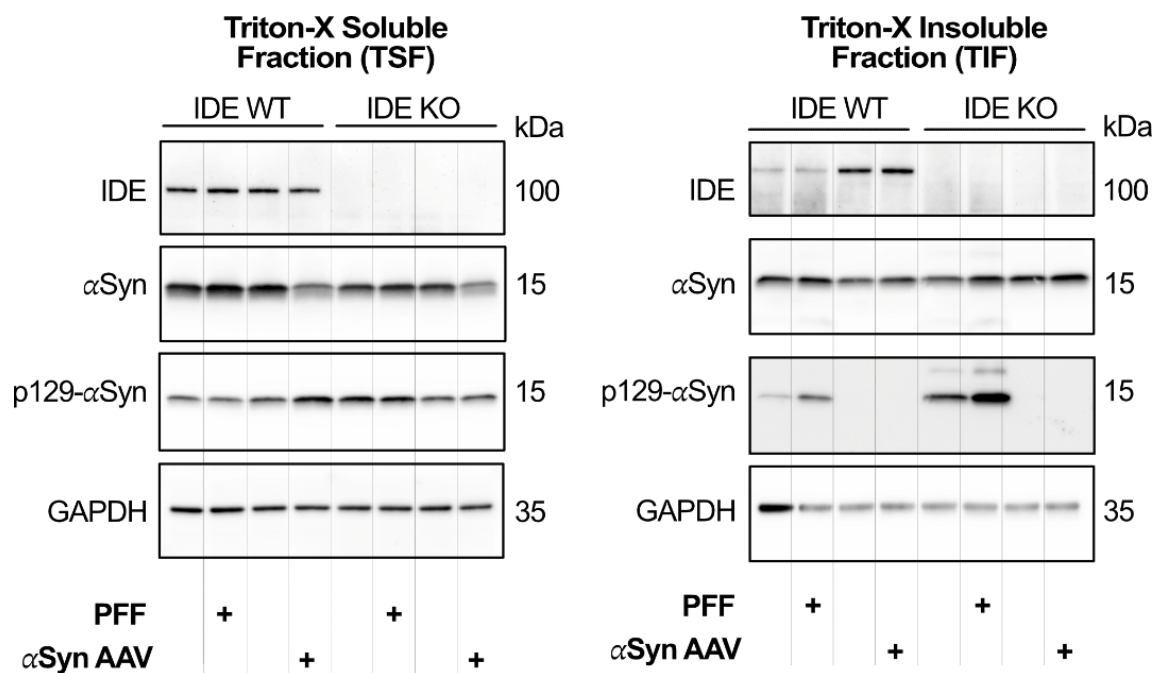 Triton-X Soluble
Fraction (TSF)
IDE WT IDE KO
kDa
IDE 100
αSyn 15
p129-αSyn 15
GAPDH 35
PFF + +
αSyn AAV + +
Triton-X Insoluble
Fraction (TIF)
IDE WT IDE KO
kDa
IDE 100
αSyn 15
p129-αSyn 15
GAPDH 35
PFF + +
αSyn AAV + +